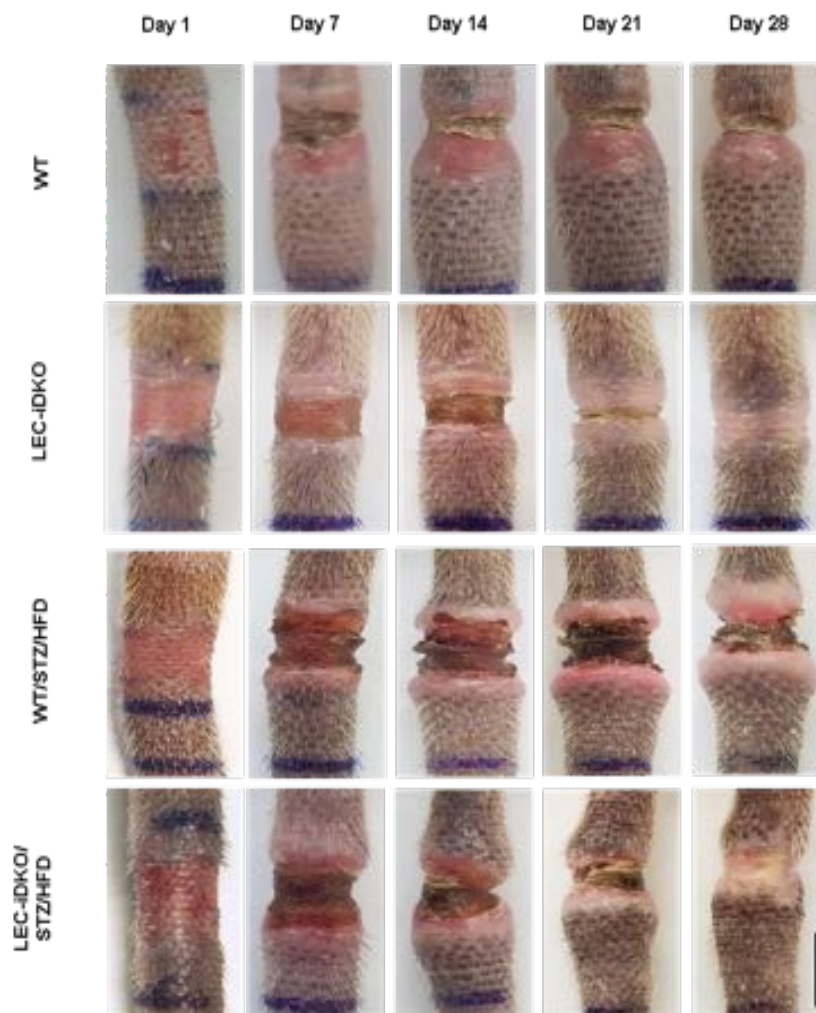 Day 1 Day 7 Day 14 Day 21 Day 28
WT
LEC-iDKO
WT/STZ/HFD
LEC-iDKO/
STZ/HFD